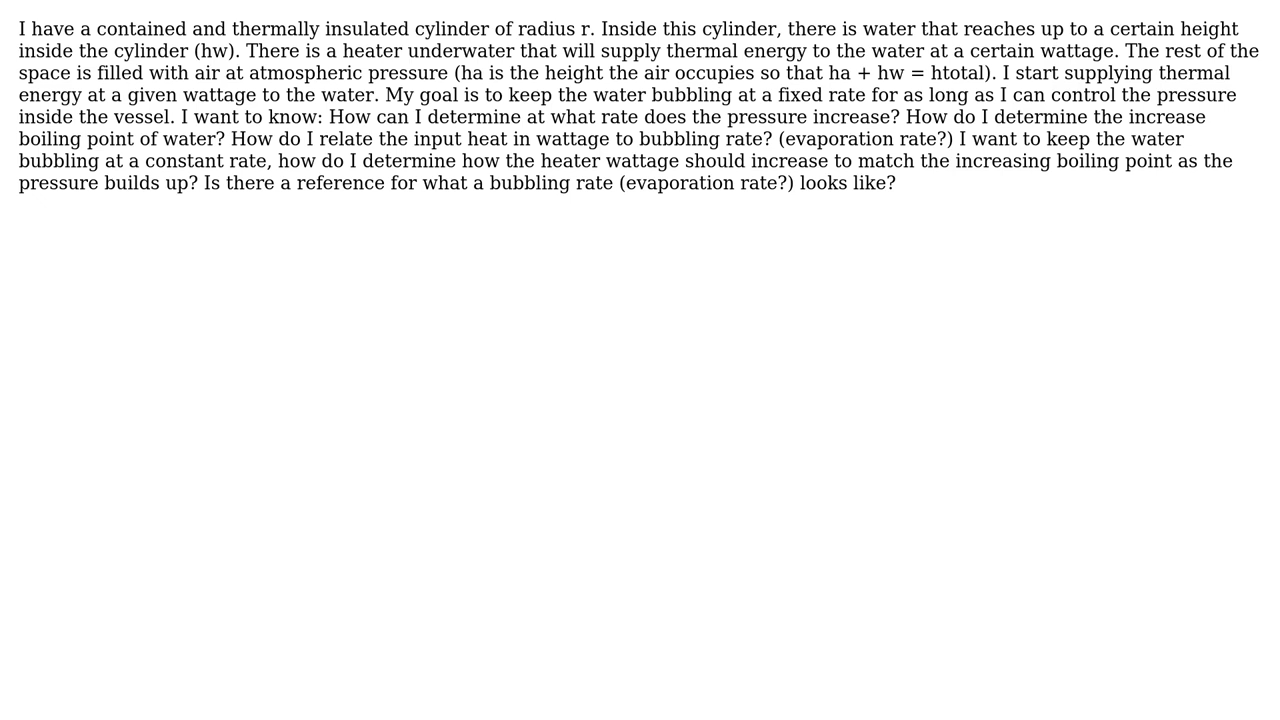 I have a contained and thermally insulated cylinder of radius r. Inside this cylinder, there is water that reaches up to a certain height
inside the cylinder (hw). There is a heater underwater that will supply thermal energy to the water at a certain wattage. The rest of the
space is filled with air at atmospheric pressure (ha is the height the air occupies so that ha + hw = htotal). I start supplying thermal
energy at a given wattage to the water. My goal is to keep the water bubbling at a fixed rate for as long as I can control the pressure
inside the vessel. I want to know: How can I determine at what rate does the pressure increase? How do I determine the increase
boiling point of water? How do I relate the input heat in wattage to bubbling rate? (evaporation rate?) I want to keep the water
bubbling at a constant rate, how do I determine how the heater wattage should increase to match the increasing boiling point as the
pressure builds up? Is there a reference for what a bubbling rate (evaporation rate?) looks like?